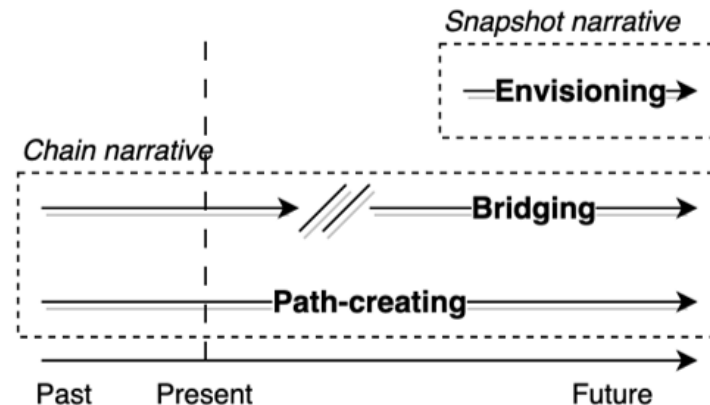 Snapshot narrative
Envisioning
Chain narrative
Bridging
Path-creating
Past Present Future